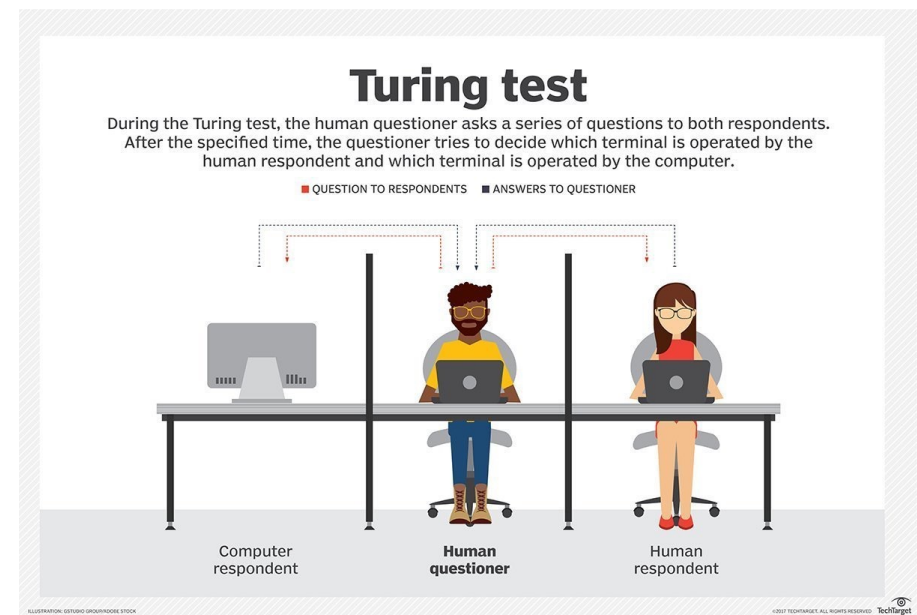 Turing test
During the Turing test, the human questioner asks a series of questions to both respondents.
After the specified time, the questioner tries to decide which terminal is operated by the
human respondent and which terminal is operated by the computer.
QUESTION TO RESPONDENTS ANSWERS TO QUESTIONER
Computer
respondent
Human
questioner
Human
respondent
ILLUSTRATION: GSTUDIO GROUP/ADOBE STOCK
©2017 TECHTARGET. ALL RIGHTS RESERVED TechTarget